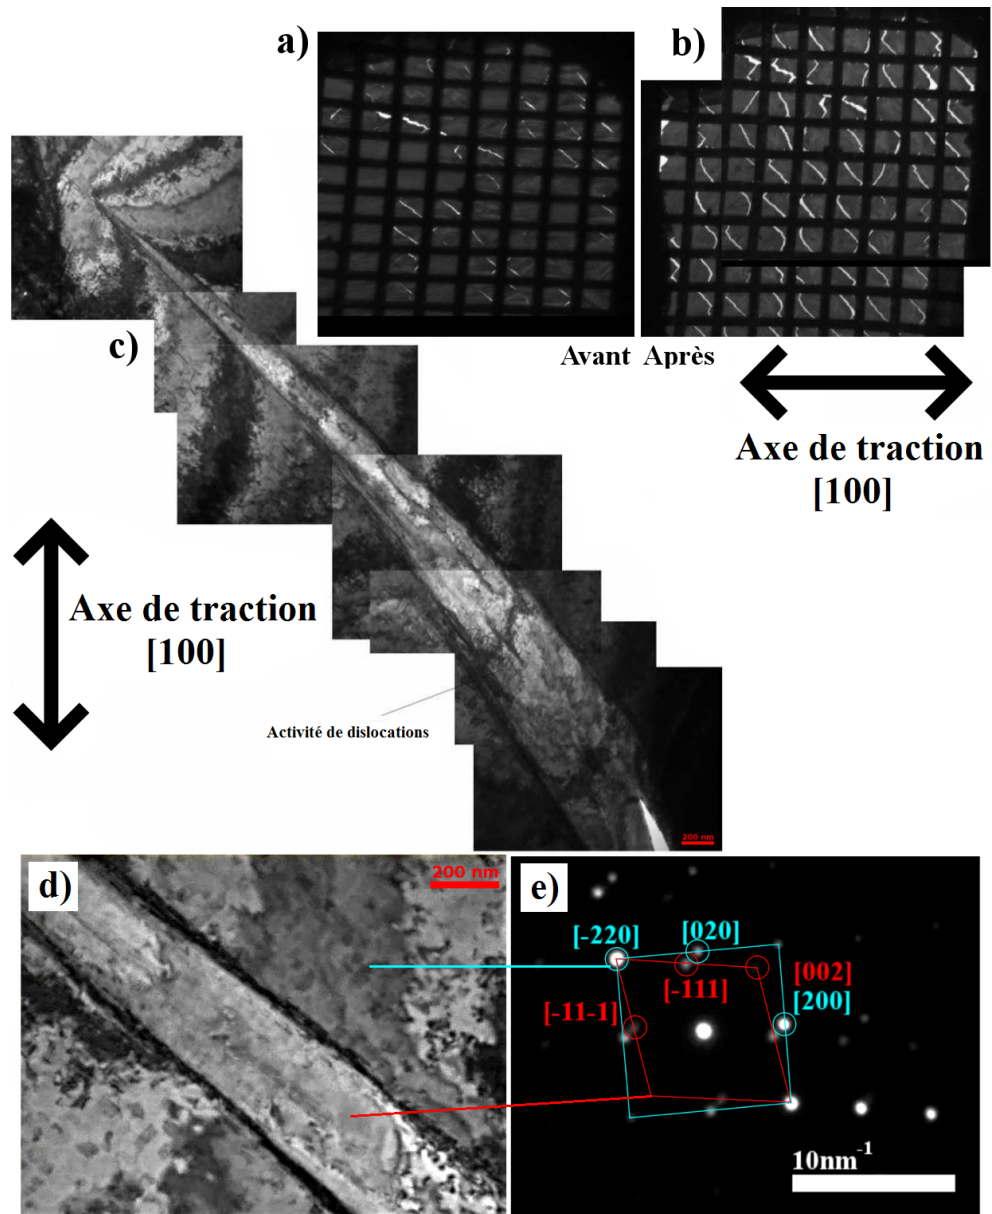 a)
b)
Avant Après
Axe de traction
[100]
c)
Axe de traction
[100]
Activité de dislocations
200 nm
d)
200 nm
e)
[-220]
[020]
[002]
[200]
[-111]
[-11-1]
10nm-1